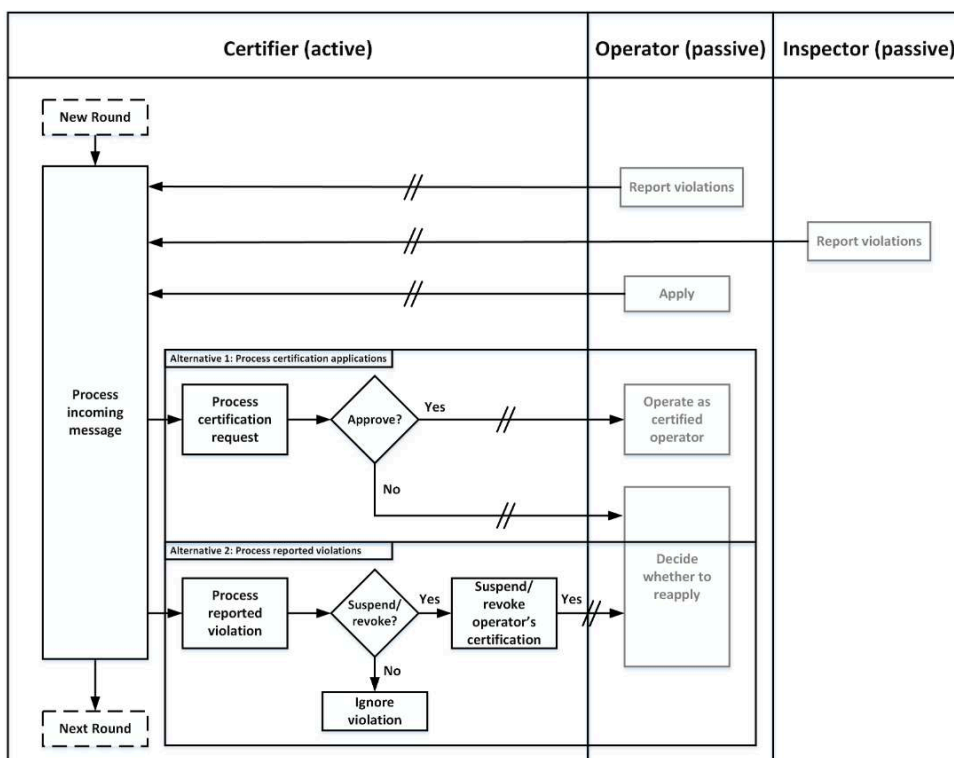 Certifier (active)
Operator (passive)
Inspector (passive)
New Round
Report violations
Report violations
Apply
Process
incoming
message
Alternative 1: Process certification applications
Process
certification
request
Approve?
Yes
Operate as
certified
operator
No
Alternative 2: Process reported violations
Process
reported
violation
Suspend/
revoke?
Yes
Suspend/
revoke
operator's
certification
Yes
Decide
whether to
reapply
No
Ignore
violation
Next Round